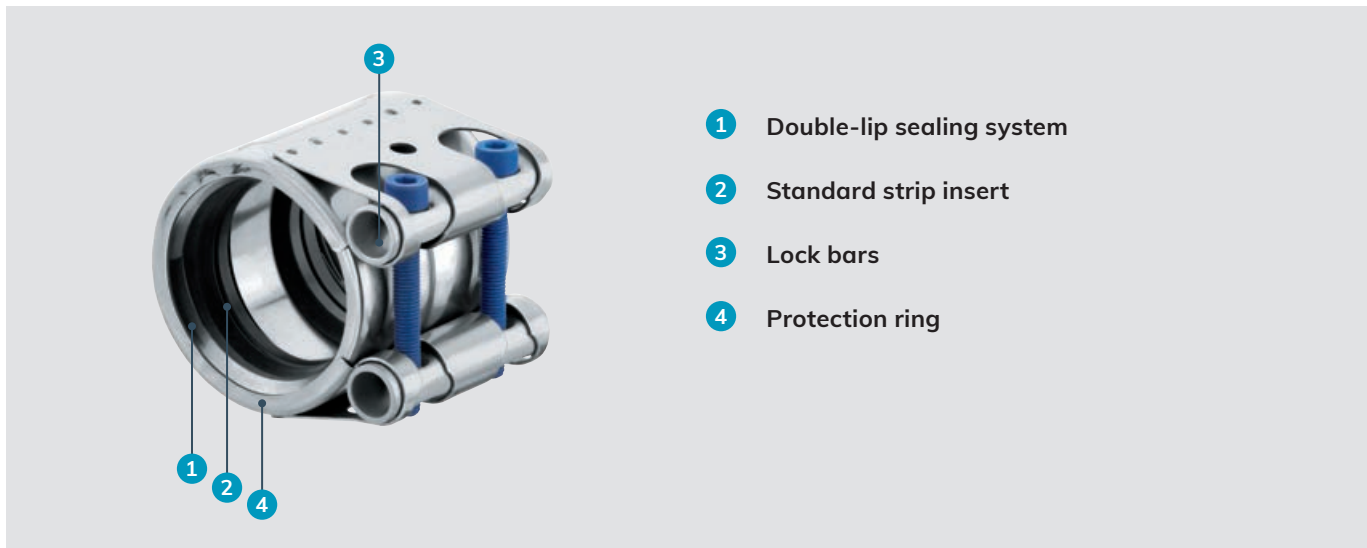 3
1 Double-lip sealing system
2 Standard strip insert
3 Lock bars
4 Protection ring
1
2
4